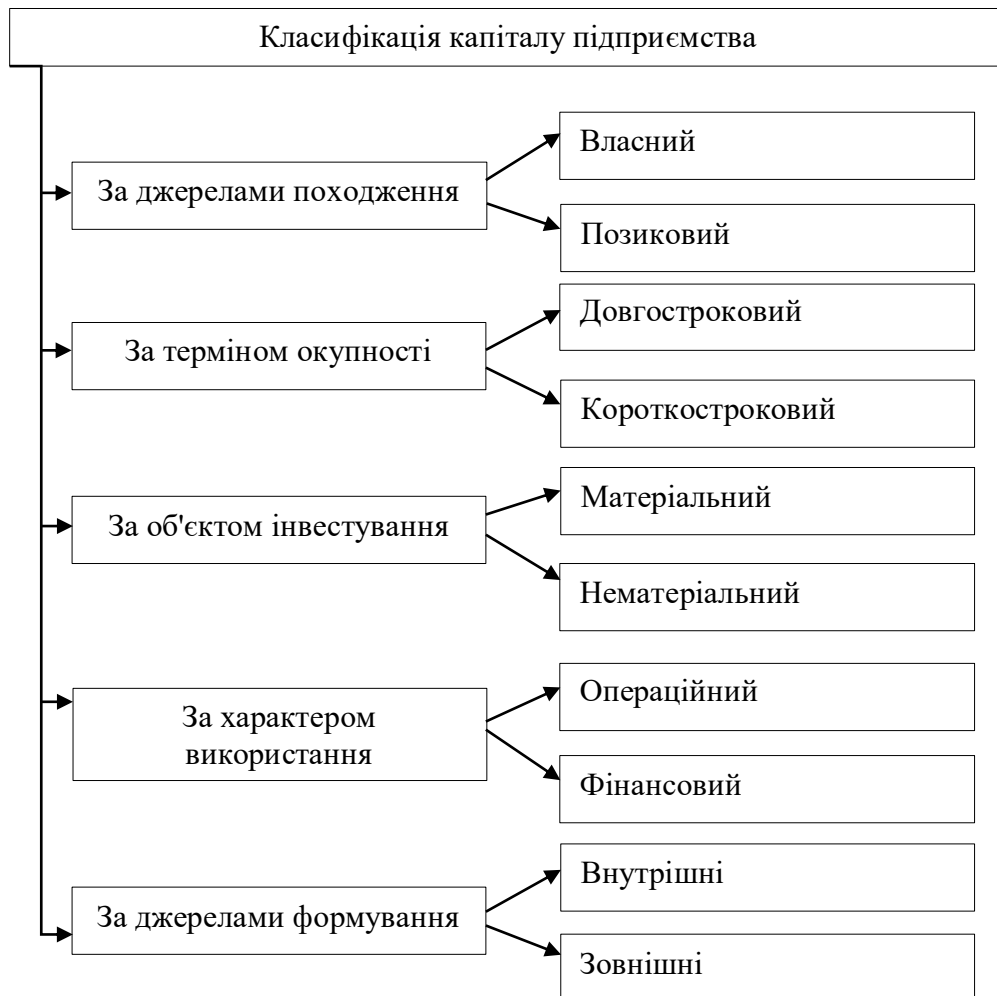 Класифікація капіталу підприємства
За джерелами походження
Власний
Позиковий
За терміном окупності
Довгостроковий
Короткостроковий
За об'єктом інвестування
Матеріальний
Нематеріальний
За характером
використання
Операційний
Фінансовий
За джерелами формування
Внутрішні
Зовнішні